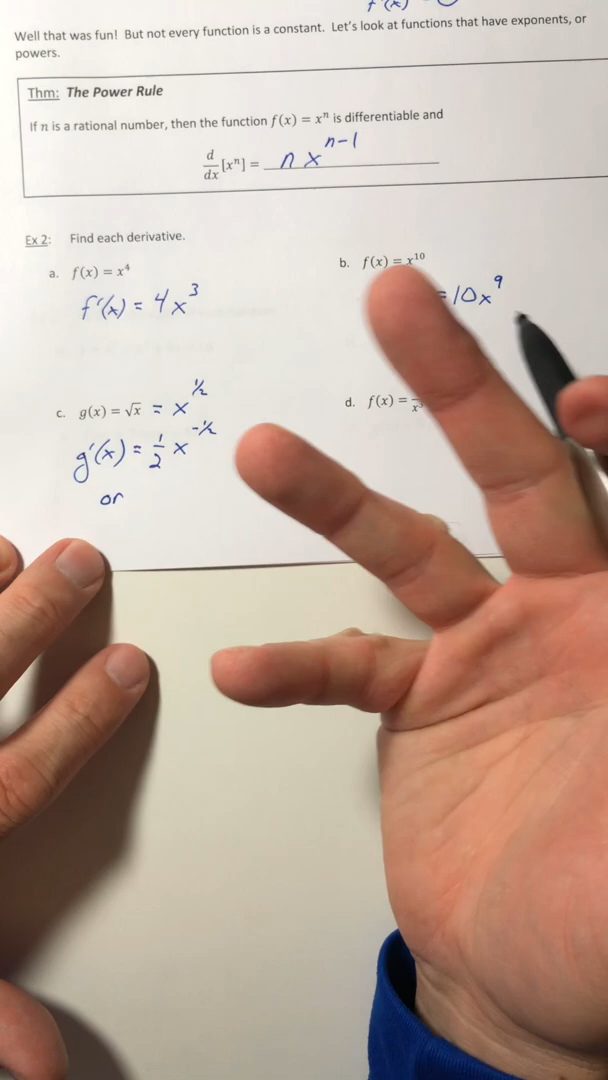 f'(x)
Well that was fun! But not every function is a constant. Let's look at functions that have exponents, or
powers.
Thm: The Power Rule
If n is a rational number, then the function f(x) = xⁿ is differentiable and
d/dx [xⁿ] = n x^(n-1)
Ex 2: Find each derivative.
a. f(x) = x⁴
f'(x) = 4x³
b. f(x) = x¹⁰
= 10x⁹
c. g(x) = √x = x^(1/2)
g'(x) = 1/2 x^(-1/2)
or
d. f(x) =